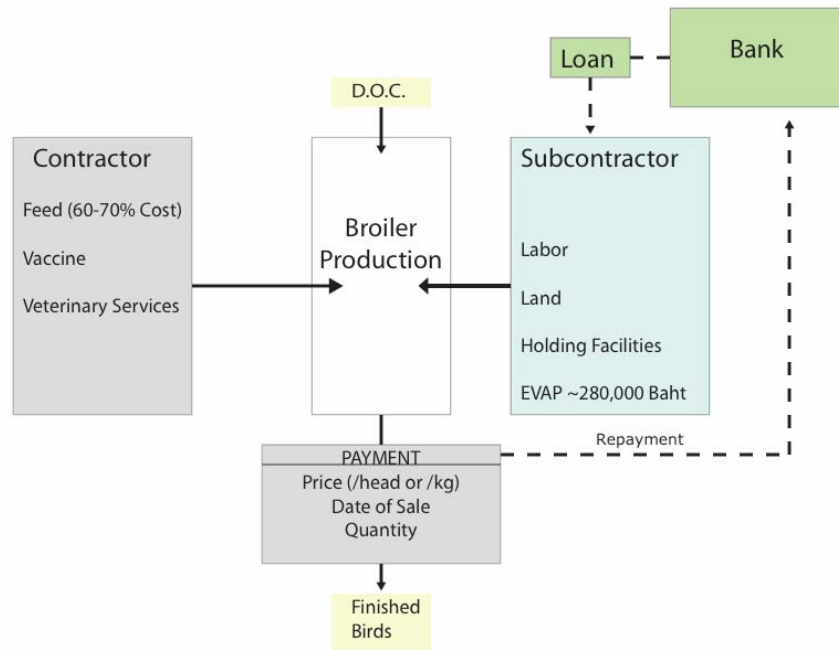 Loan
Bank
D.O.C.
Contractor
Feed (60-70% Cost)
Vaccine
Veterinary Services
Broiler
Production
Subcontractor
Labor
Land
Holding Facilities
EVAP ~280,000 Baht
Repayment
PAYMENT
Price (/head or /kg)
Date of Sale
Quantity
Finished
Birds